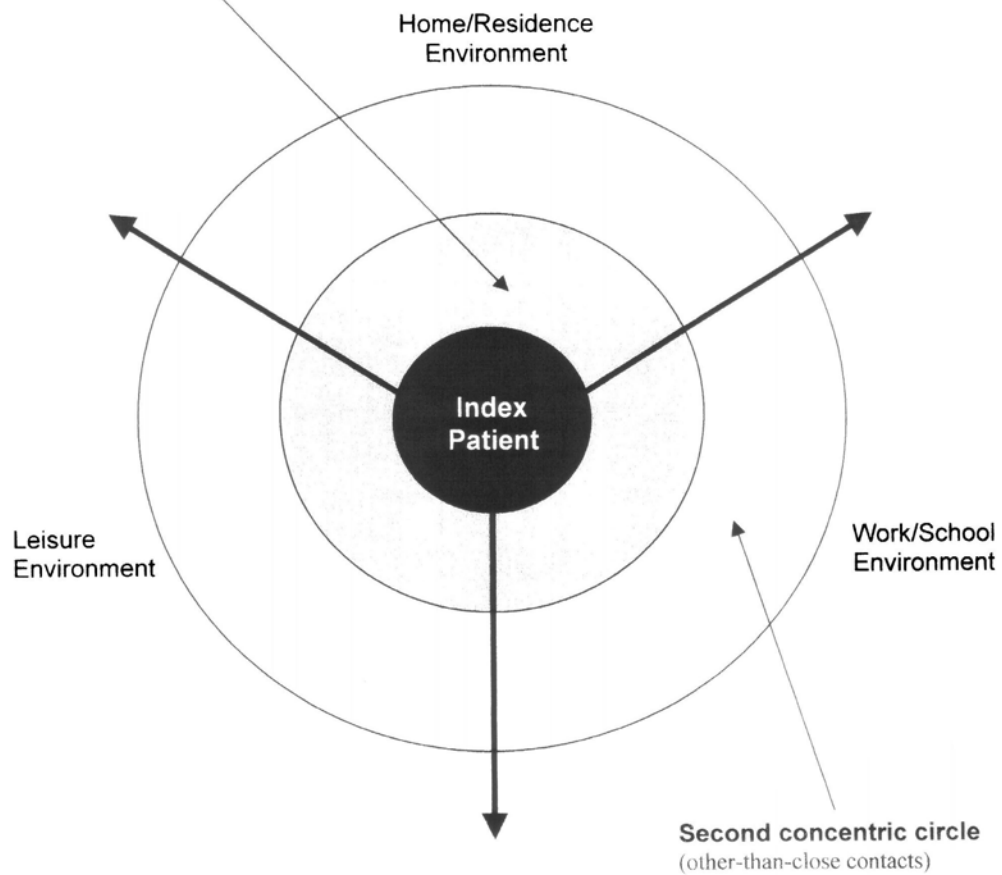 Home/Residence
Environment
Index
Patient
Leisure
Environment
Work/School
Environment
Second concentric circle
(other-than-close contacts)